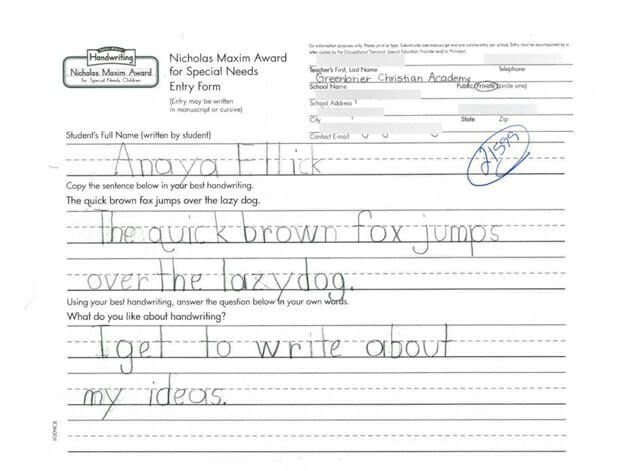 Handwriting
Nicholas Maxim Award
for Special Needs Children
Nicholas Maxim Award
for Special Needs
Entry Form
(Entry may be written
in manuscript or cursive)
Teacher's First, Last Name
Telephone
Greenbrier Christian Academy
School Name
Public/Private (circle one)
School Address
City
State
Zip
Contact E-mail
21599
Student's Full Name (written by student)
Anaya Ellick
Copy the sentence below in your best handwriting.
The quick brown fox jumps over the lazy dog.
The quick brown fox jumps
over the lazy dog.
Using your best handwriting, answer the question below in your own words.
What do you like about handwriting?
I get to write about
my ideas.